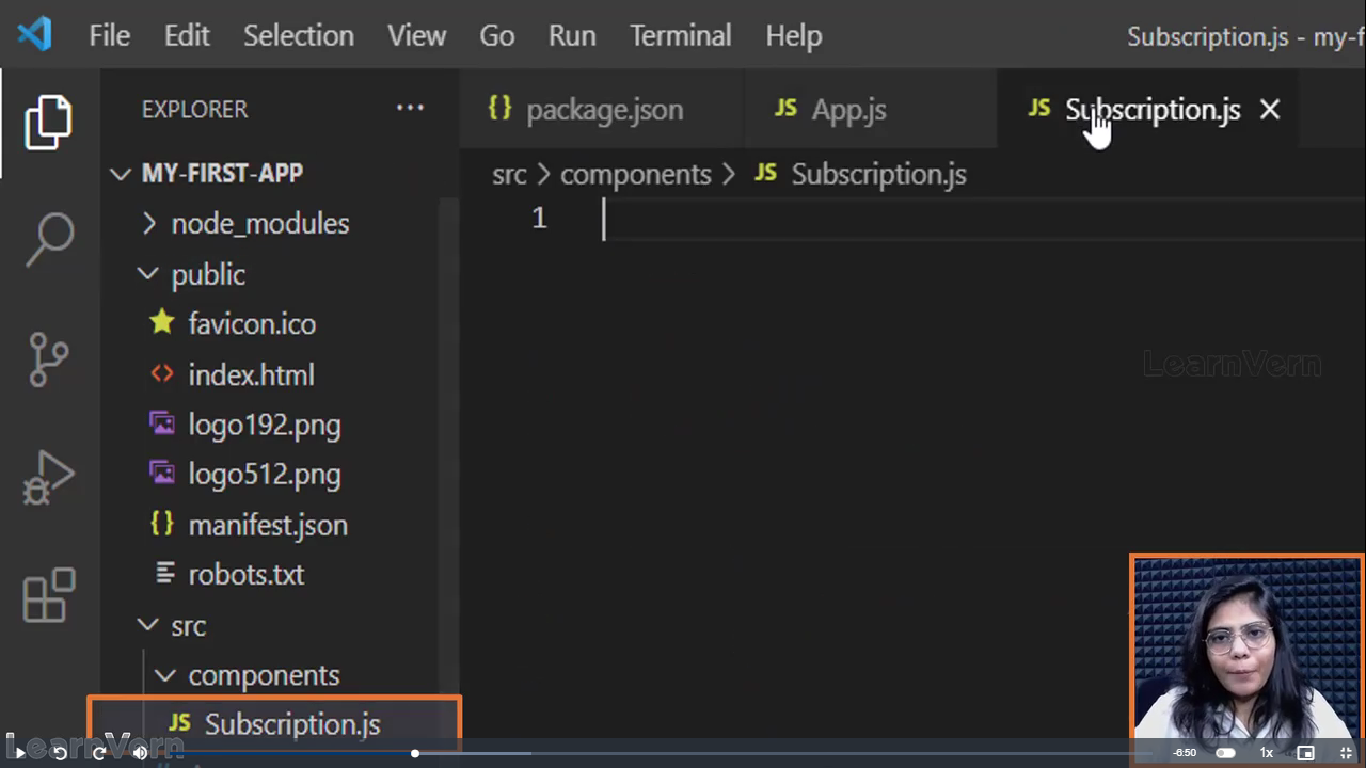 File Edit Selection View Go Run Terminal Help Subscription.js - my-f
EXPLORER ···
{} package.json JS App.js JS Subscription.js ×
MY-FIRST-APP
src > components > JS Subscription.js
1
node_modules
public
favicon.ico
<> index.html
logo192.png
logo512.png
{} manifest.json
robots.txt
src
components
JS Subscription.js
LearnVern
LearnVern
-6:50 1x